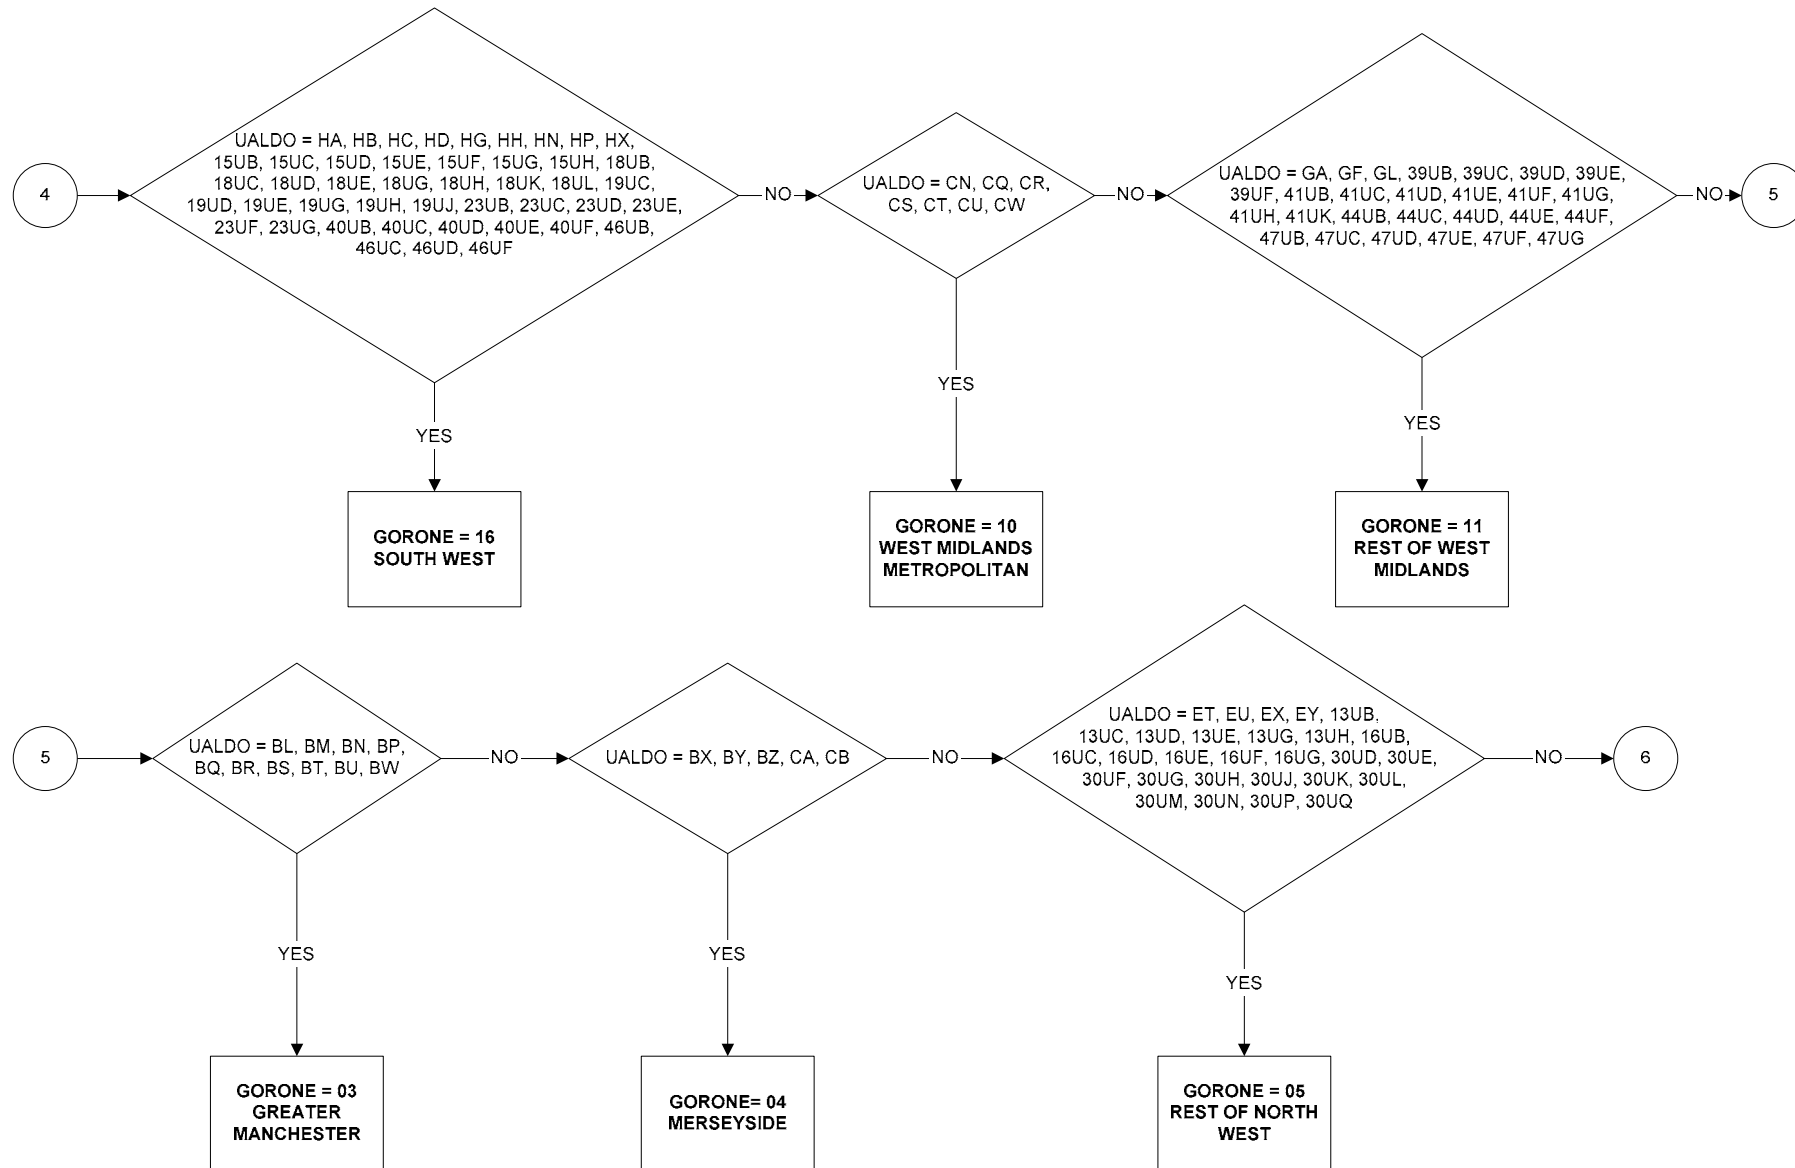 4
UALDO = HA, HB, HC, HD, HG, HH, HN, HP, HX,
15UB, 15UC, 15UD, 15UE, 15UF, 15UG, 15UH, 18UB,
18UC, 18UD, 18UE, 18UG, 18UH, 18UK, 18UL, 19UC,
19UD, 19UE, 19UG, 19UH, 19UJ, 23UB, 23UC, 23UD, 23UE,
23UF, 23UG, 40UB, 40UC, 40UD, 40UE, 40UF, 46UB,
46UC, 46UD, 46UF
NO
UALDO = CN, CQ, CR,
CS, CT, CU, CW
NO
UALDO = GA, GF, GL, 39UB, 39UC, 39UD, 39UE,
39UF, 41UB, 41UC, 41UD, 41UE, 41UF, 41UG,
41UH, 41UK, 44UB, 44UC, 44UD, 44UE, 44UF,
47UB, 47UC, 47UD, 47UE, 47UF, 47UG
NO
5
YES
YES
YES
GORONE = 16
SOUTH WEST
GORONE = 10
WEST MIDLANDS
METROPOLITAN
GORONE = 11
REST OF WEST
MIDLANDS
5
UALDO = BL, BM, BN, BP,
BQ, BR, BS, BT, BU, BW
NO
UALDO = BX, BY, BZ, CA, CB
NO
UALDO = ET, EU, EX, EY, 13UB,
13UC, 13UD, 13UE, 13UG, 13UH, 16UB,
16UC, 16UD, 16UE, 16UF, 16UG, 30UD, 30UE,
30UF, 30UG, 30UH, 30UJ, 30UK, 30UL,
30UM, 30UN, 30UP, 30UQ
NO
6
YES
YES
YES
GORONE = 03
GREATER
MANCHESTER
GORONE= 04
MERSEYSIDE
GORONE = 05
REST OF NORTH
WEST